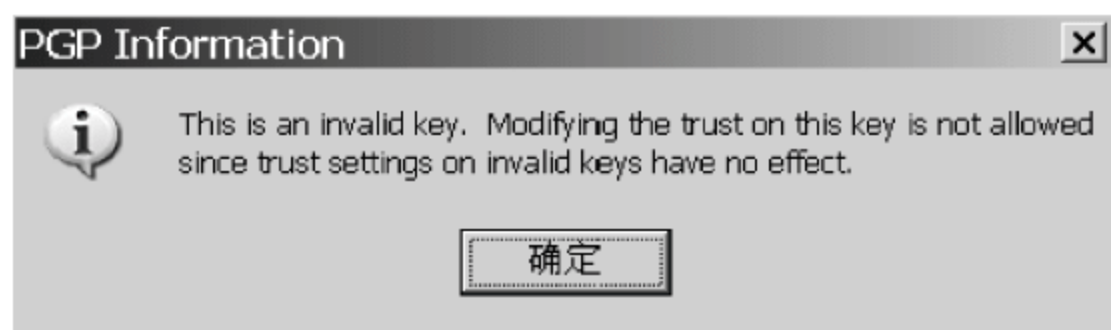 PGP Information
This is an invalid key. Modifying the trust on this key is not allowed
since trust settings on invalid keys have no effect.
确定